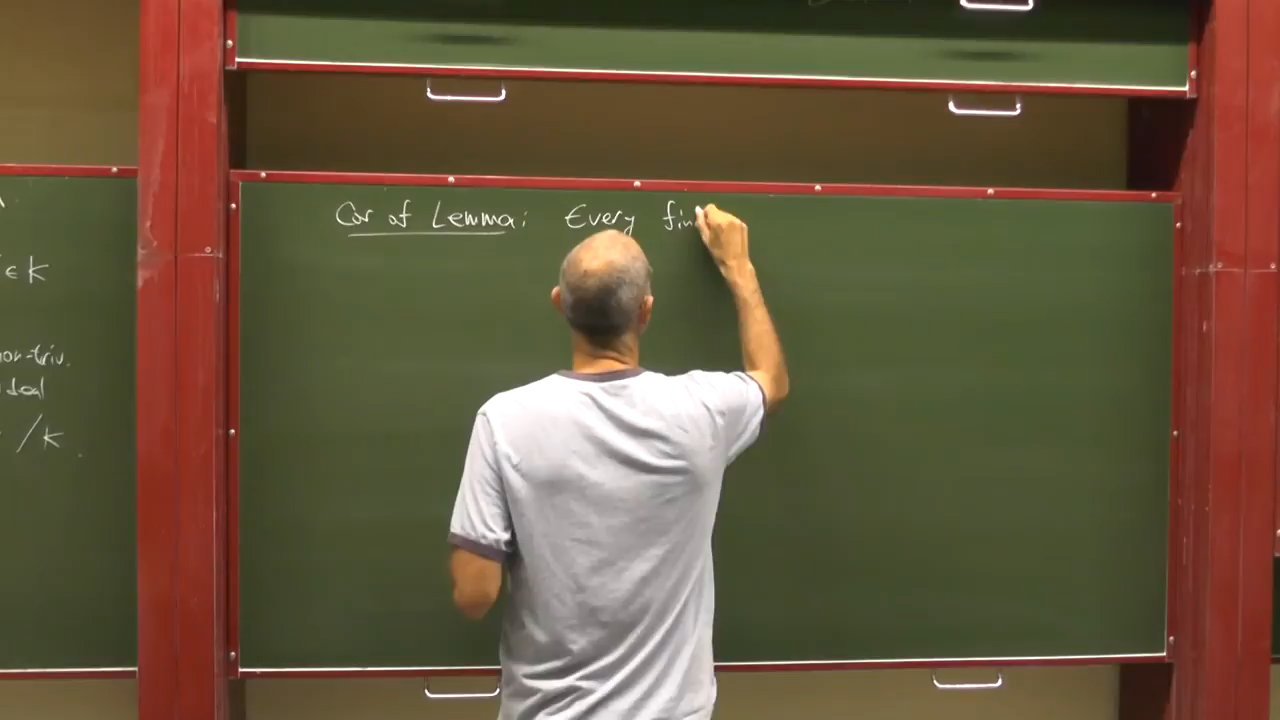 ∈ k
non-triv.
ideal
/k
Cor of Lemma: Every fin